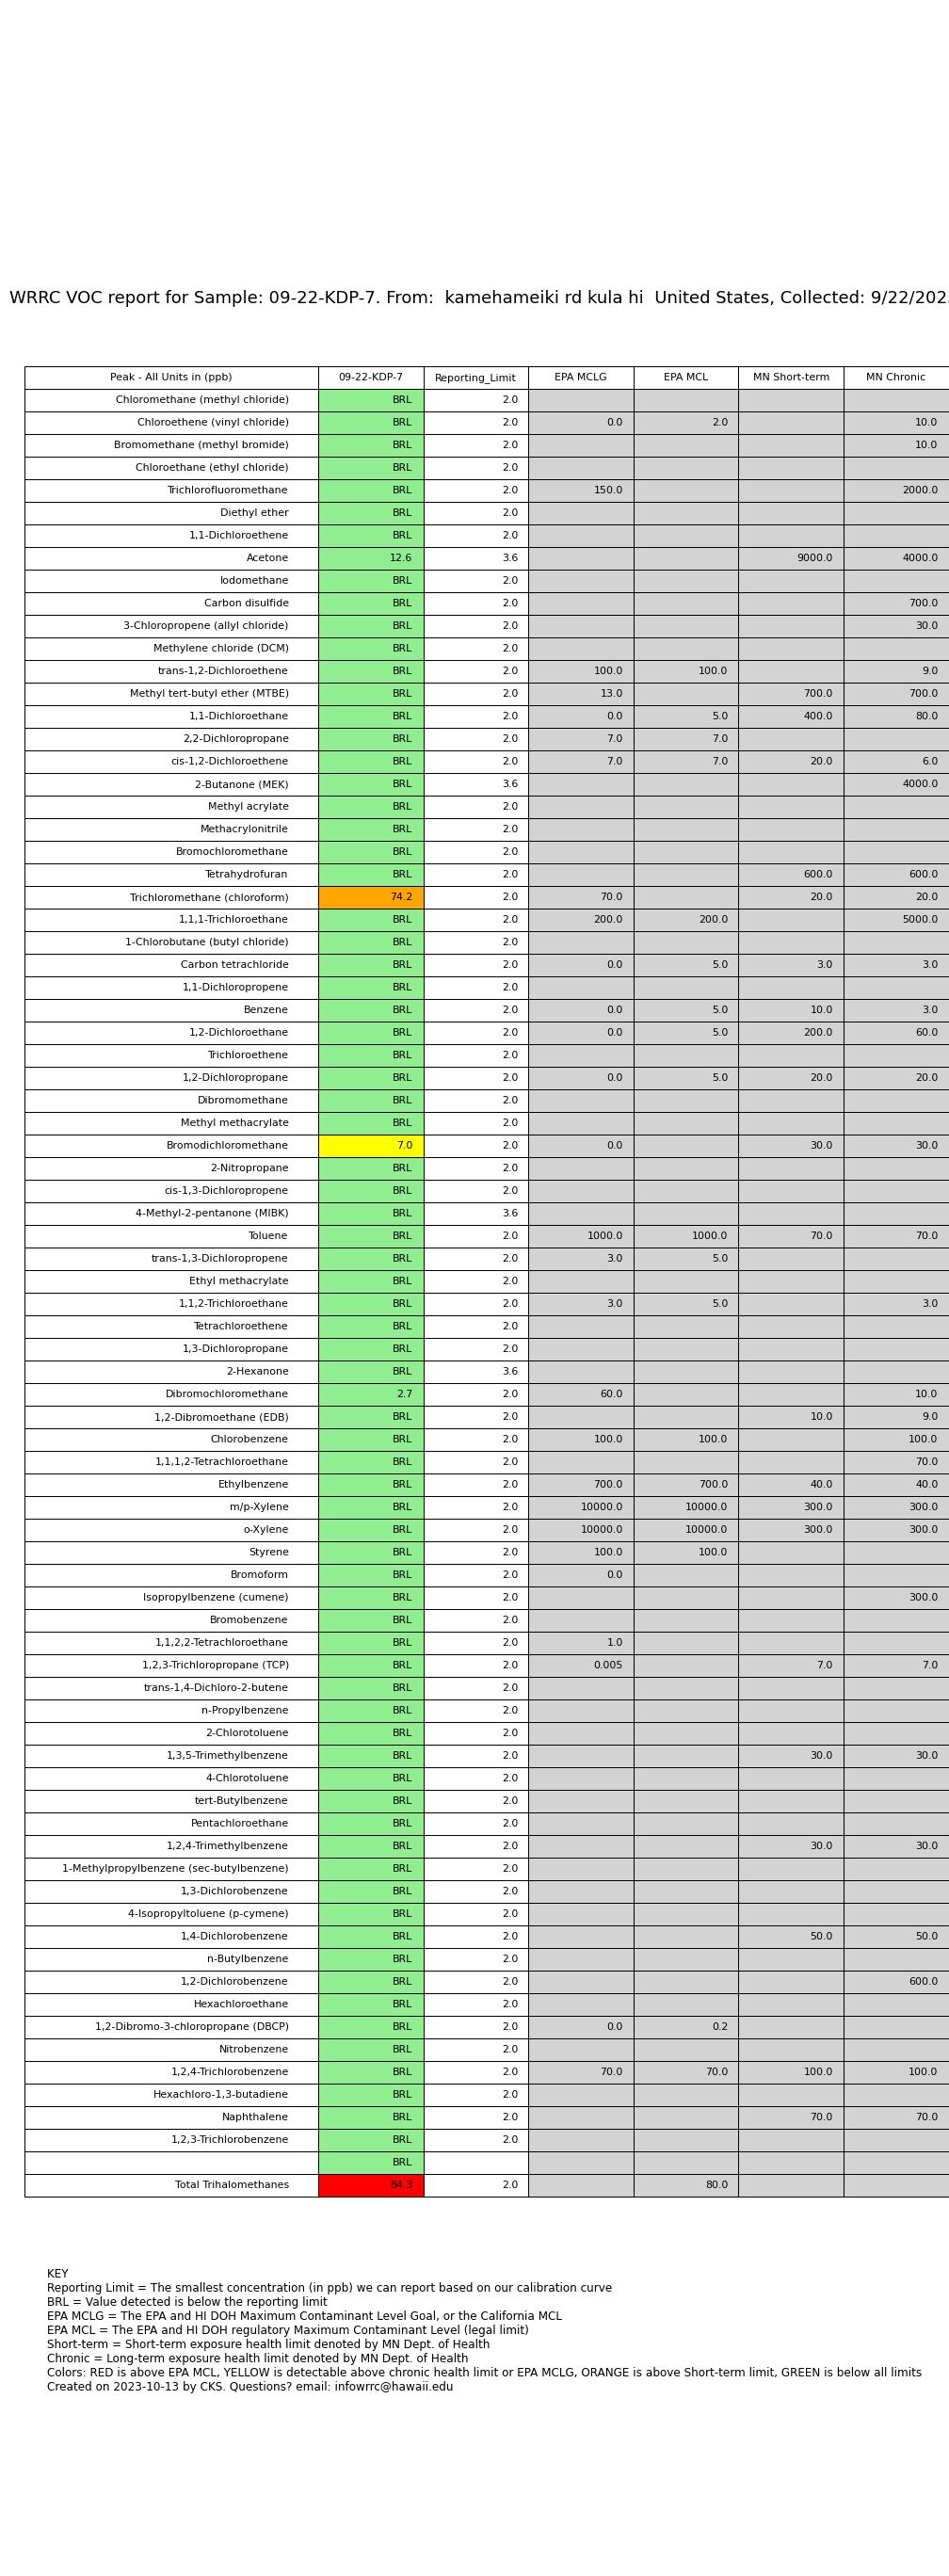 WRRC VOC report for Sample: 09-22-KDP-7. From:  kamehameiki rd kula hi  United States, Collected: 9/22/202
Peak - All Units in (ppb) 09-22-KDP-7 Reporting_Limit EPA MCLG EPA MCL MN Short-term MN Chronic
Chloromethane (methyl chloride) BRL 2.0
Chloroethene (vinyl chloride) BRL 2.0 0.0 2.0 10.0
Bromomethane (methyl bromide) BRL 2.0 10.0
Chloroethane (ethyl chloride) BRL 2.0
Trichlorofluoromethane BRL 2.0 150.0 2000.0
Diethyl ether BRL 2.0
1,1-Dichloroethene BRL 2.0
Acetone 12.6 3.6 9000.0 4000.0
Iodomethane BRL 2.0
Carbon disulfide BRL 2.0 700.0
3-Chloropropene (allyl chloride) BRL 2.0 30.0
Methylene chloride (DCM) BRL 2.0
trans-1,2-Dichloroethene BRL 2.0 100.0 100.0 9.0
Methyl tert-butyl ether (MTBE) BRL 2.0 13.0 700.0 700.0
1,1-Dichloroethane BRL 2.0 0.0 5.0 400.0 80.0
2,2-Dichloropropane BRL 2.0 7.0 7.0
cis-1,2-Dichloroethene BRL 2.0 7.0 7.0 20.0 6.0
2-Butanone (MEK) BRL 3.6 4000.0
Methyl acrylate BRL 2.0
Methacrylonitrile BRL 2.0
Bromochloromethane BRL 2.0
Tetrahydrofuran BRL 2.0 600.0 600.0
Trichloromethane (chloroform) 74.2 2.0 70.0 20.0 20.0
1,1,1-Trichloroethane BRL 2.0 200.0 200.0 5000.0
1-Chlorobutane (butyl chloride) BRL 2.0
Carbon tetrachloride BRL 2.0 0.0 5.0 3.0 3.0
1,1-Dichloropropene BRL 2.0
Benzene BRL 2.0 0.0 5.0 10.0 3.0
1,2-Dichloroethane BRL 2.0 0.0 5.0 200.0 60.0
Trichloroethene BRL 2.0
1,2-Dichloropropane BRL 2.0 0.0 5.0 20.0 20.0
Dibromomethane BRL 2.0
Methyl methacrylate BRL 2.0
Bromodichloromethane 7.0 2.0 0.0 30.0 30.0
2-Nitropropane BRL 2.0
cis-1,3-Dichloropropene BRL 2.0
4-Methyl-2-pentanone (MIBK) BRL 3.6
Toluene BRL 2.0 1000.0 1000.0 70.0 70.0
trans-1,3-Dichloropropene BRL 2.0 3.0 5.0
Ethyl methacrylate BRL 2.0
1,1,2-Trichloroethane BRL 2.0 3.0 5.0 3.0
Tetrachloroethene BRL 2.0
1,3-Dichloropropane BRL 2.0
2-Hexanone BRL 3.6
Dibromochloromethane 2.7 2.0 60.0 10.0
1,2-Dibromoethane (EDB) BRL 2.0 10.0 9.0
Chlorobenzene BRL 2.0 100.0 100.0 100.0
1,1,1,2-Tetrachloroethane BRL 2.0 70.0
Ethylbenzene BRL 2.0 700.0 700.0 40.0 40.0
m/p-Xylene BRL 2.0 10000.0 10000.0 300.0 300.0
o-Xylene BRL 2.0 10000.0 10000.0 300.0 300.0
Styrene BRL 2.0 100.0 100.0
Bromoform BRL 2.0 0.0
Isopropylbenzene (cumene) BRL 2.0 300.0
Bromobenzene BRL 2.0
1,1,2,2-Tetrachloroethane BRL 2.0 1.0
1,2,3-Trichloropropane (TCP) BRL 2.0 0.005 7.0 7.0
trans-1,4-Dichloro-2-butene BRL 2.0
n-Propylbenzene BRL 2.0
2-Chlorotoluene BRL 2.0
1,3,5-Trimethylbenzene BRL 2.0 30.0 30.0
4-Chlorotoluene BRL 2.0
tert-Butylbenzene BRL 2.0
Pentachloroethane BRL 2.0
1,2,4-Trimethylbenzene BRL 2.0 30.0 30.0
1-Methylpropylbenzene (sec-butylbenzene) BRL 2.0
1,3-Dichlorobenzene BRL 2.0
4-Isopropyltoluene (p-cymene) BRL 2.0
1,4-Dichlorobenzene BRL 2.0 50.0 50.0
n-Butylbenzene BRL 2.0
1,2-Dichlorobenzene BRL 2.0 600.0
Hexachloroethane BRL 2.0
1,2-Dibromo-3-chloropropane (DBCP) BRL 2.0 0.0 0.2
Nitrobenzene BRL 2.0
1,2,4-Trichlorobenzene BRL 2.0 70.0 70.0 100.0 100.0
Hexachloro-1,3-butadiene BRL 2.0
Naphthalene BRL 2.0 70.0 70.0
1,2,3-Trichlorobenzene BRL 2.0
BRL
Total Trihalomethanes 84.3 2.0 80.0
KEY
Reporting Limit = The smallest concentration (in ppb) we can report based on our calibration curve
BRL = Value detected is below the reporting limit
EPA MCLG = The EPA and HI DOH Maximum Contaminant Level Goal, or the California MCL
EPA MCL = The EPA and HI DOH regulatory Maximum Contaminant Level (legal limit)
Short-term = Short-term exposure health limit denoted by MN Dept. of Health
Chronic = Long-term exposure health limit denoted by MN Dept. of Health
Colors: RED is above EPA MCL, YELLOW is detectable above chronic health limit or EPA MCLG, ORANGE is above Short-term limit, GREEN is below all limits
Created on 2023-10-13 by CKS. Questions? email: infowrrc@hawaii.edu